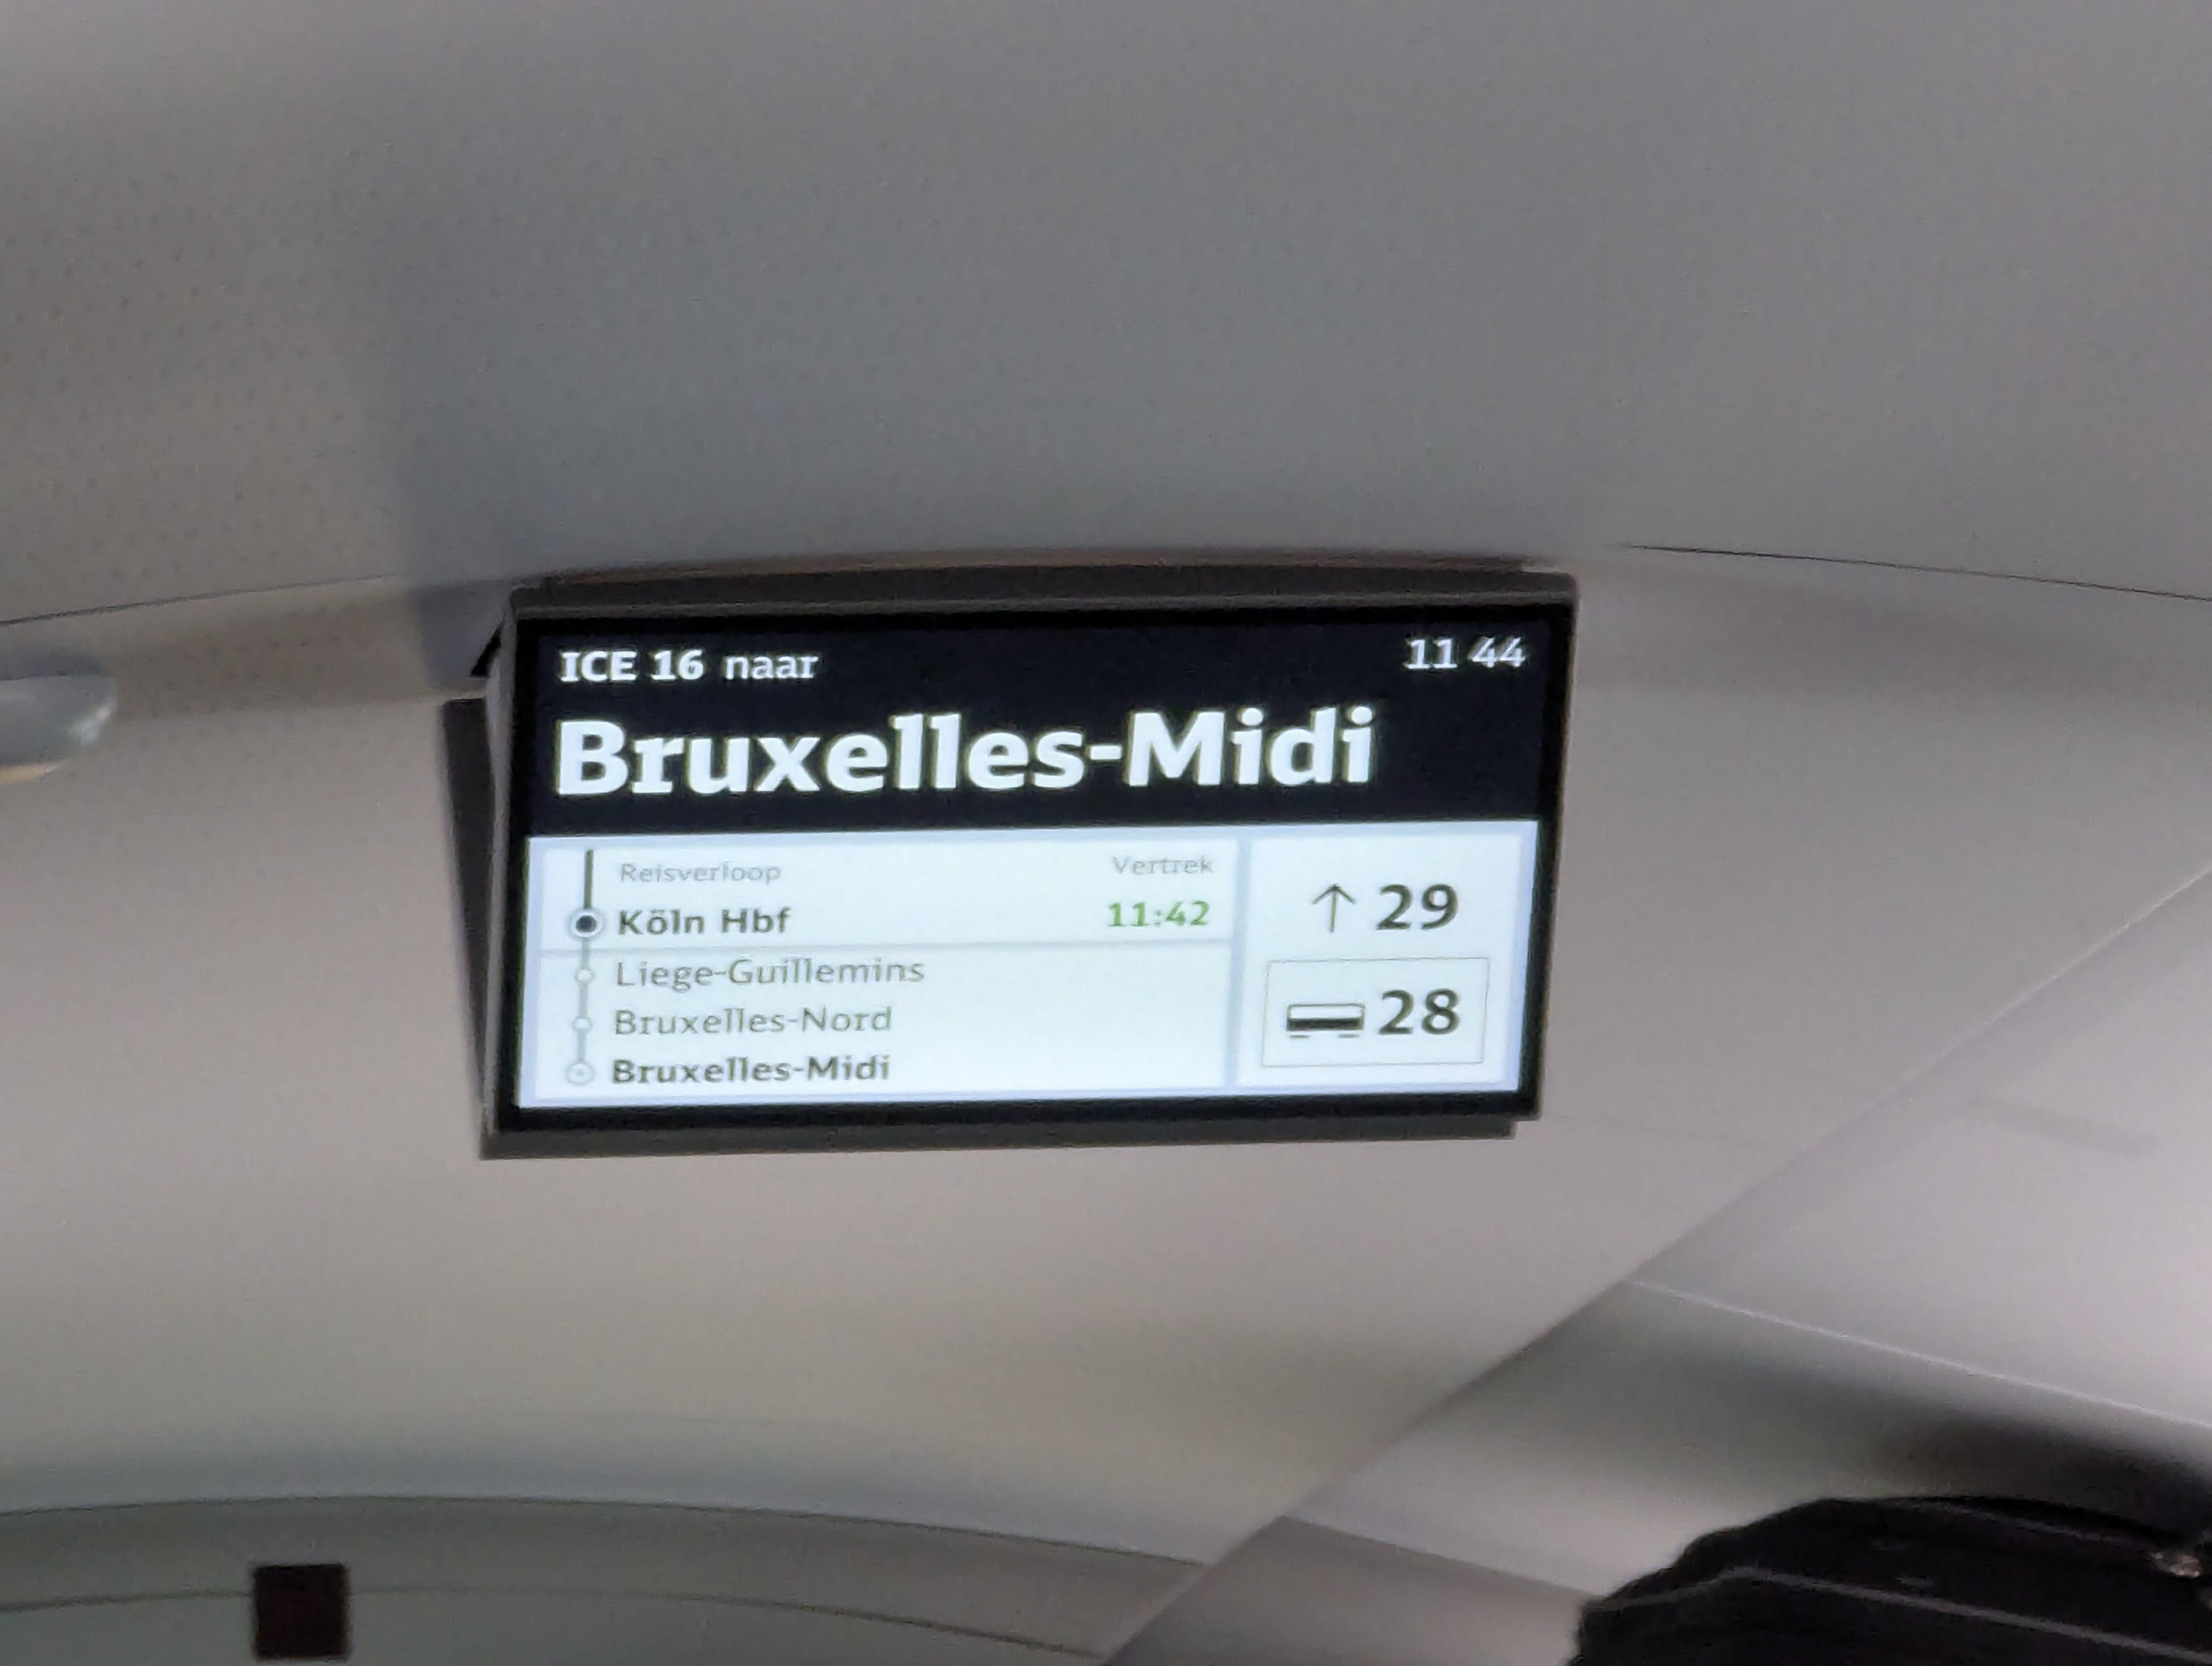 ICE 16 naar 11 44
Bruxelles-Midi
Reisverloop Vertrek
Köln Hbf 11:42
Liege-Guillemins
Bruxelles-Nord
Bruxelles-Midi
↑ 29
28